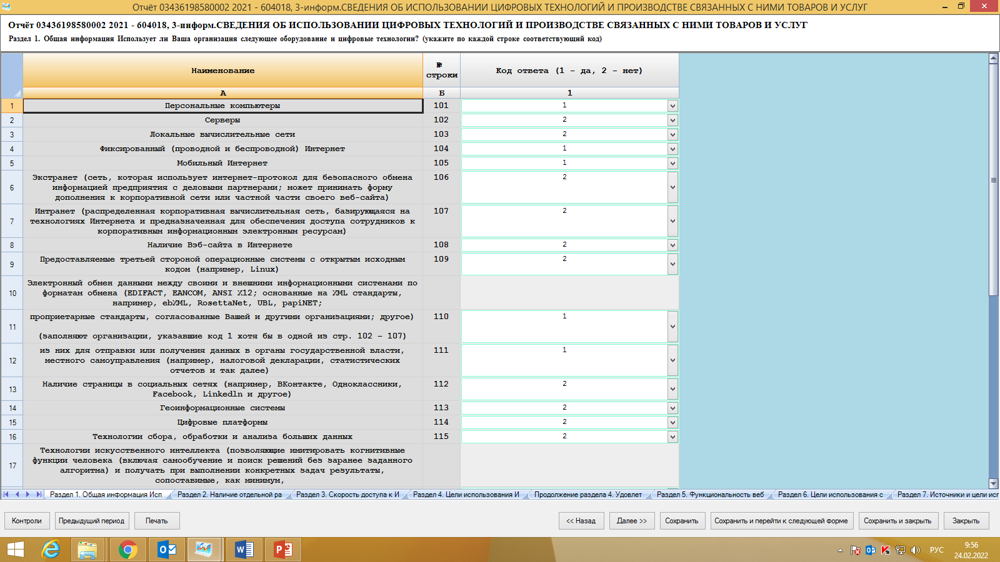 Отчёт 03436198580002 2021 - 604018, 3-информ.СВЕДЕНИЯ ОБ ИСПОЛЬЗОВАНИИ ЦИФРОВЫХ ТЕХНОЛОГИЙ И ПРОИЗВОДСТВЕ СВЯЗАННЫХ С НИМИ ТОВАРОВ И УСЛУГ
Отчёт 03436198580002 2021 - 604018, 3-информ.СВЕДЕНИЯ ОБ ИСПОЛЬЗОВАНИИ ЦИФРОВЫХ ТЕХНОЛОГИЙ И ПРОИЗВОДСТВЕ СВЯЗАННЫХ С НИМИ ТОВАРОВ И УСЛУГ
Раздел 1. Общая информация Использует ли Ваша организация следующее оборудование и цифровые технологии? (укажите по каждой строке соответствующий код)
Наименование № строки Код ответа (1 - да, 2 - нет)
А Б 1
1 Персональные компьютеры 101 1
2 Серверы 102 2
3 Локальные вычислительные сети 103 2
4 Фиксированный (проводной и беспроводной) Интернет 104 1
5 Мобильный Интернет 105 1
6 Экстранет (сеть, которая использует интернет-протокол для безопасного обмена 106 2
информацией предприятия с деловыми партнерами; может принимать форму
дополнения к корпоративной сети или частной части своего веб-сайта)
7 Интранет (распределенная корпоративная вычислительная сеть, базирующаяся на 107 2
технологиях Интернета и предназначенная для обеспечения доступа сотрудников к
корпоративным информационным электронным ресурсам)
8 Наличие Вэб-сайта в Интернете 108 2
9 Предоставляемые третьей стороной операционные системы с открытым исходным 109 2
кодом (например, Linux)
10 Электронный обмен данными между своими и внешними информационными системами по
форматам обмена (EDIFACT, EANCOM, ANSI X12; основанные на XML стандарты,
например, ebXML, RosettaNet, UBL, papiNET;
11 проприетарные стандарты, согласованные Вашей и другими организациями; другое) 110 1
(заполняют организации, указавшие код 1 хотя бы в одной из стр. 102 – 107)
12 из них для отправки или получения данных в органы государственной власти, 111 1
местного самоуправления (например, налоговой декларации, статистических
отчетов и так далее)
13 Наличие страницы в социальных сетях (например, ВКонтакте, Одноклассники, 112 2
Facebook, Linkedln и другое)
14 Геоинформационные системы 113 2
15 Цифровые платформы 114 2
16 Технологии сбора, обработки и анализа больших данных 115 2
17 Технологии искусственного интеллекта (позволяющие имитировать когнитивные
функции человека (включая самообучение и поиск решений без заранее заданного
алгоритма) и получать при выполнении конкретных задач результаты,
сопоставимые, как минимум,
Раздел 1. Общая информация Исп Раздел 2. Наличие отдельной ра Раздел 3. Скорость доступа к И Раздел 4. Цели использования И Продолжение раздела 4. Удовлет Раздел 5. Функциональность веб Раздел 6. Цели использования с Раздел 7. Источники и цели исг
Контроли Предыдущий период Печать << Назад Далее >> Сохранить Сохранить и перейти к следующей форме Сохранить и закрыть Закрыть
РУС 9:56
24.02.2022